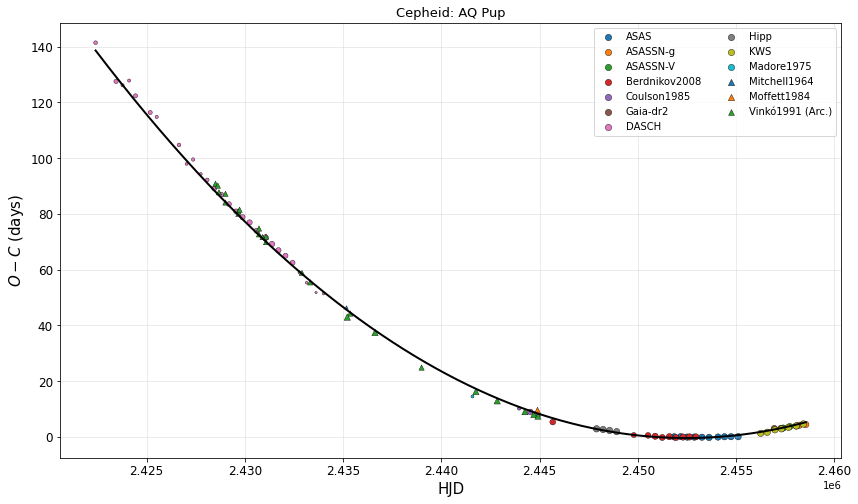 Cepheid: AQ Pup
ASAS
ASASSN-g
ASASSN-V
Berdnikov2008
Coulson1985
Gaia-dr2
DASCH
Hipp
KWS
Madore1975
Mitchell1964
Moffett1984
Vinkó1991 (Arc.)
O − C (days)
140
120
100
80
60
40
20
0
2.425 2.430 2.435 2.440 2.445 2.450 2.455 2.460
1e6
HJD